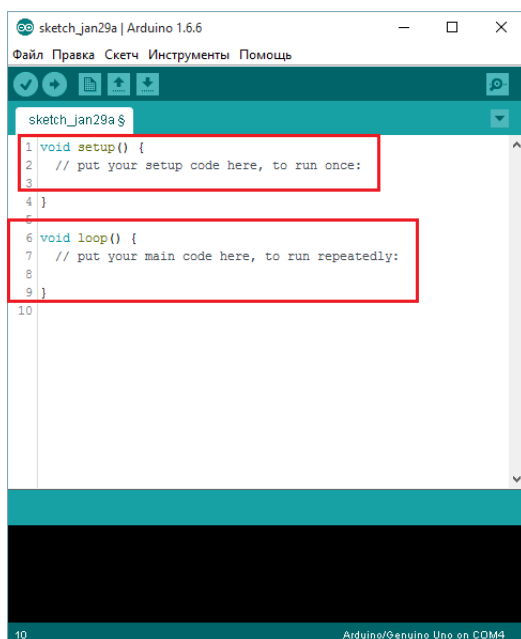 sketch_jan29a | Arduino 1.6.6
Файл Правка Скетч Инструменты Помощь
sketch_jan29a §
1 void setup() {
2 // put your setup code here, to run once:
3
4 }
5
6 void loop() {
7 // put your main code here, to run repeatedly:
8
9 }
10
10 Arduino/Genuino Uno on COM4